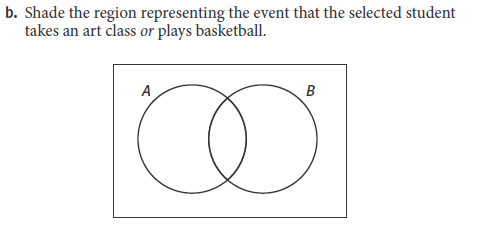 b. Shade the region representing the event that the selected student
takes an art class or plays basketball.
A
B